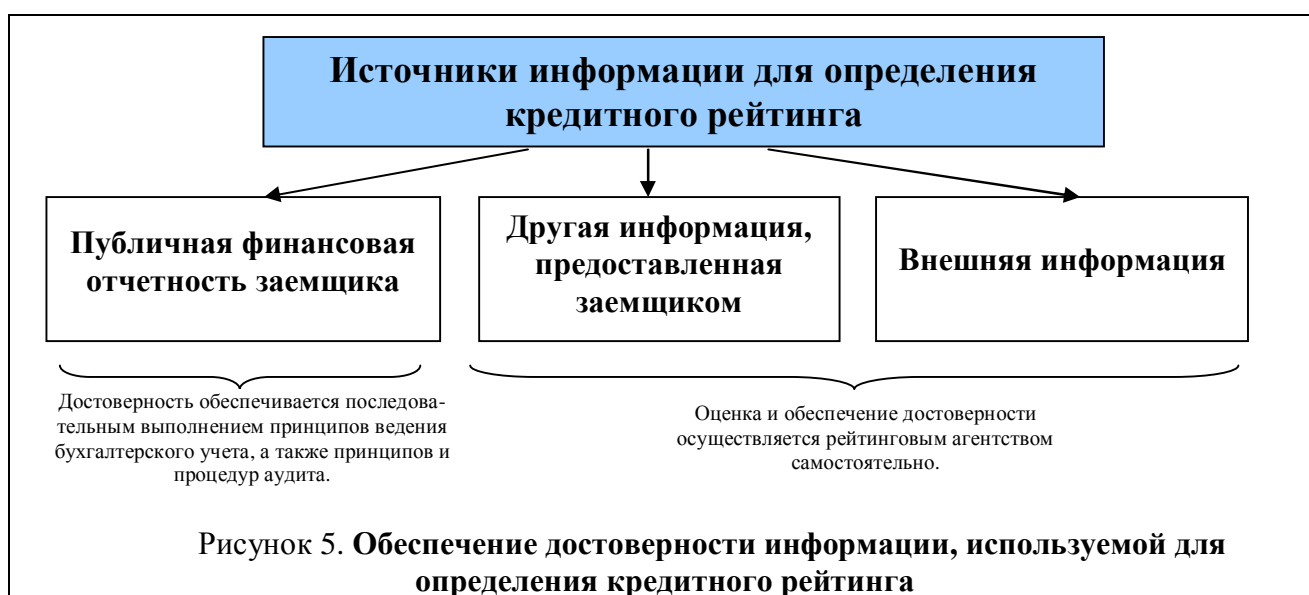 Источники информации для определения
кредитного рейтинга
Публичная финансовая
отчетность заемщика
Другая информация,
предоставленная
заемщиком
Внешняя информация
Достоверность обеспечивается последова-
тельным выполнением принципов ведения
бухгалтерского учета, а также принципов и
процедур аудита.
Оценка и обеспечение достоверности
осуществляется рейтинговым агентством
самостоятельно.
Рисунок 5. Обеспечение достоверности информации, используемой для
определения кредитного рейтинга